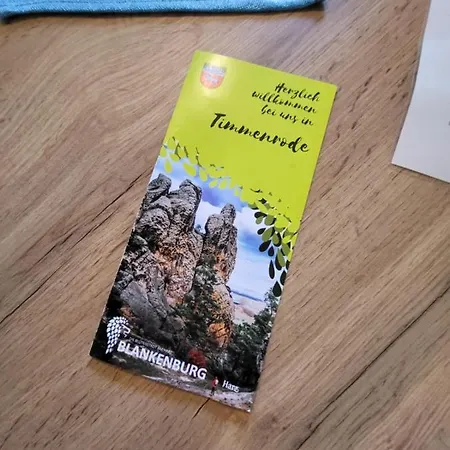 Herzlich
willkommen
bei uns in
Timmenrode
BLANKENBURG
Harz